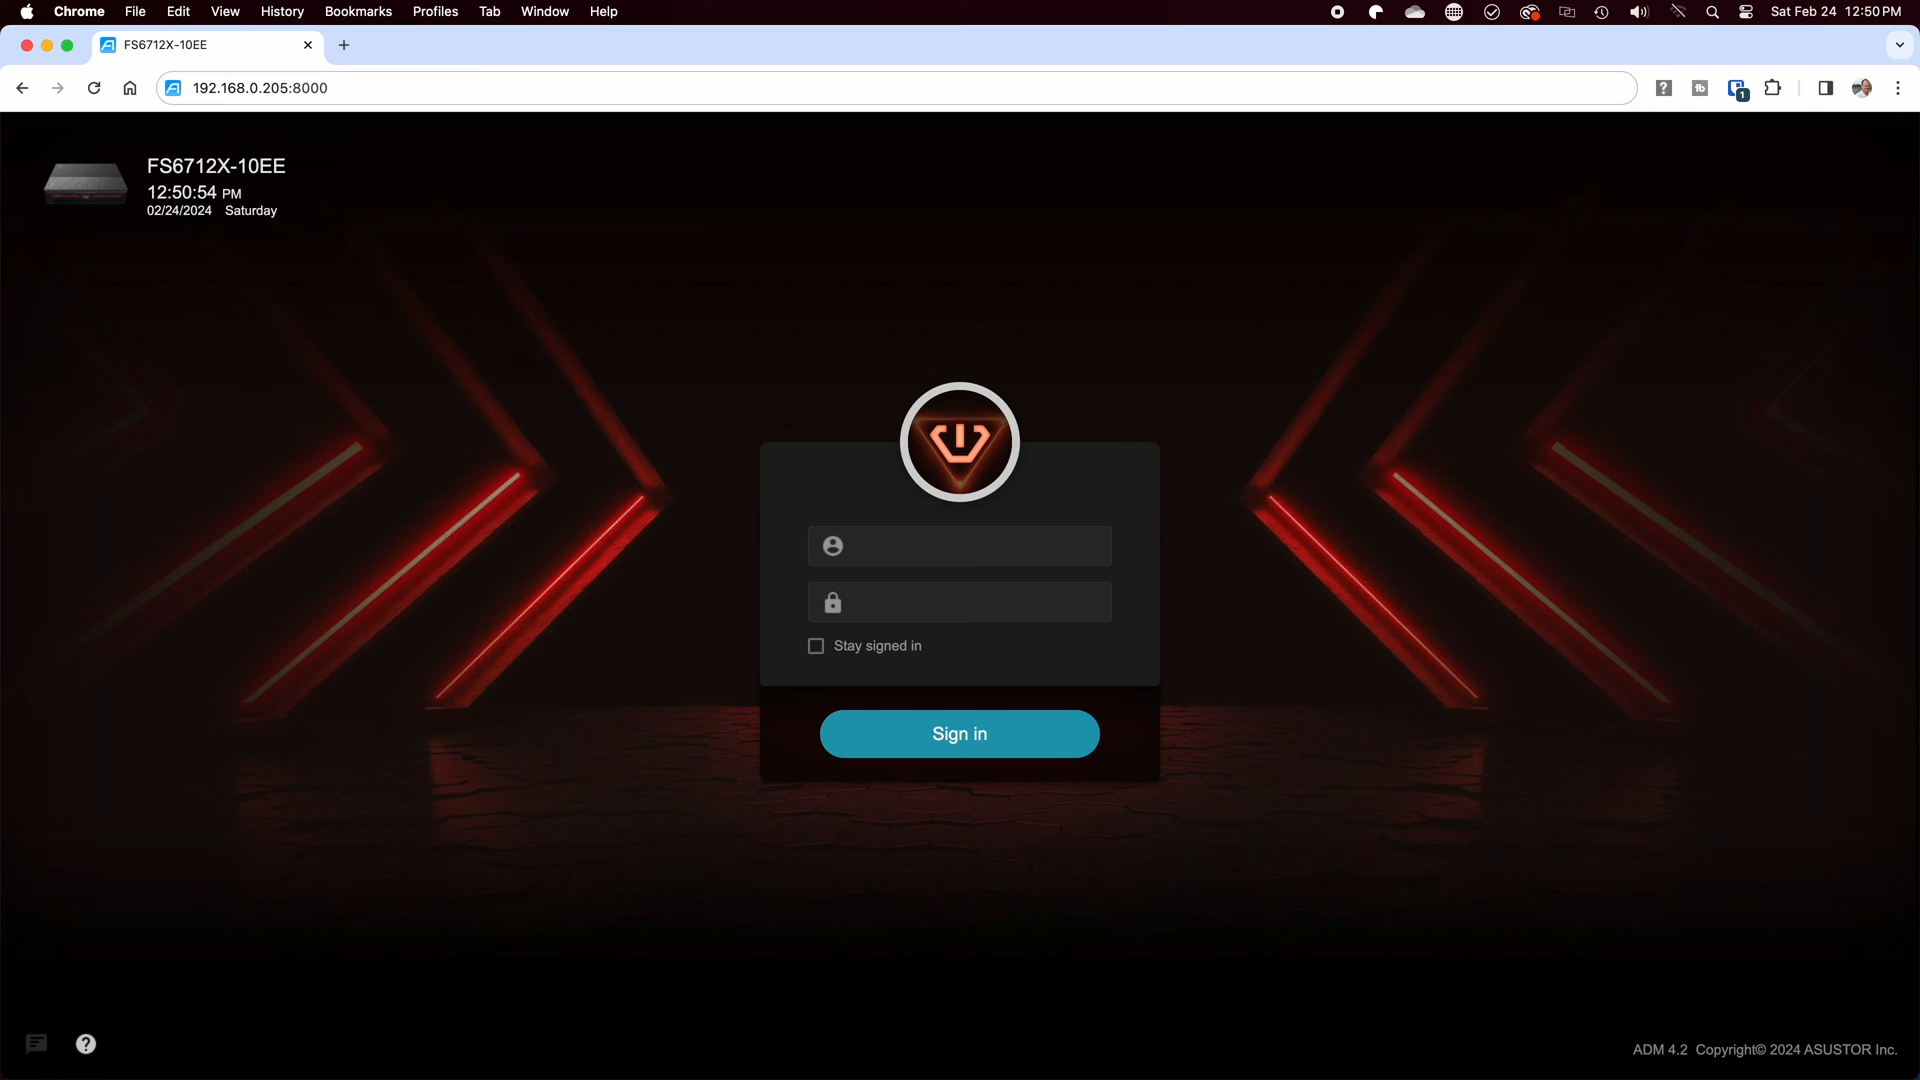 Chrome File Edit View History Bookmarks Profiles Tab Window Help Sat Feb 24 12:50 PM
FS6712X-10EE
192.168.0.205:8000
1
FS6712X-10EE
12:50:54 PM
02/24/2024 Saturday
Stay signed in
Sign in
ADM 4.2 Copyright© 2024 ASUSTOR Inc.